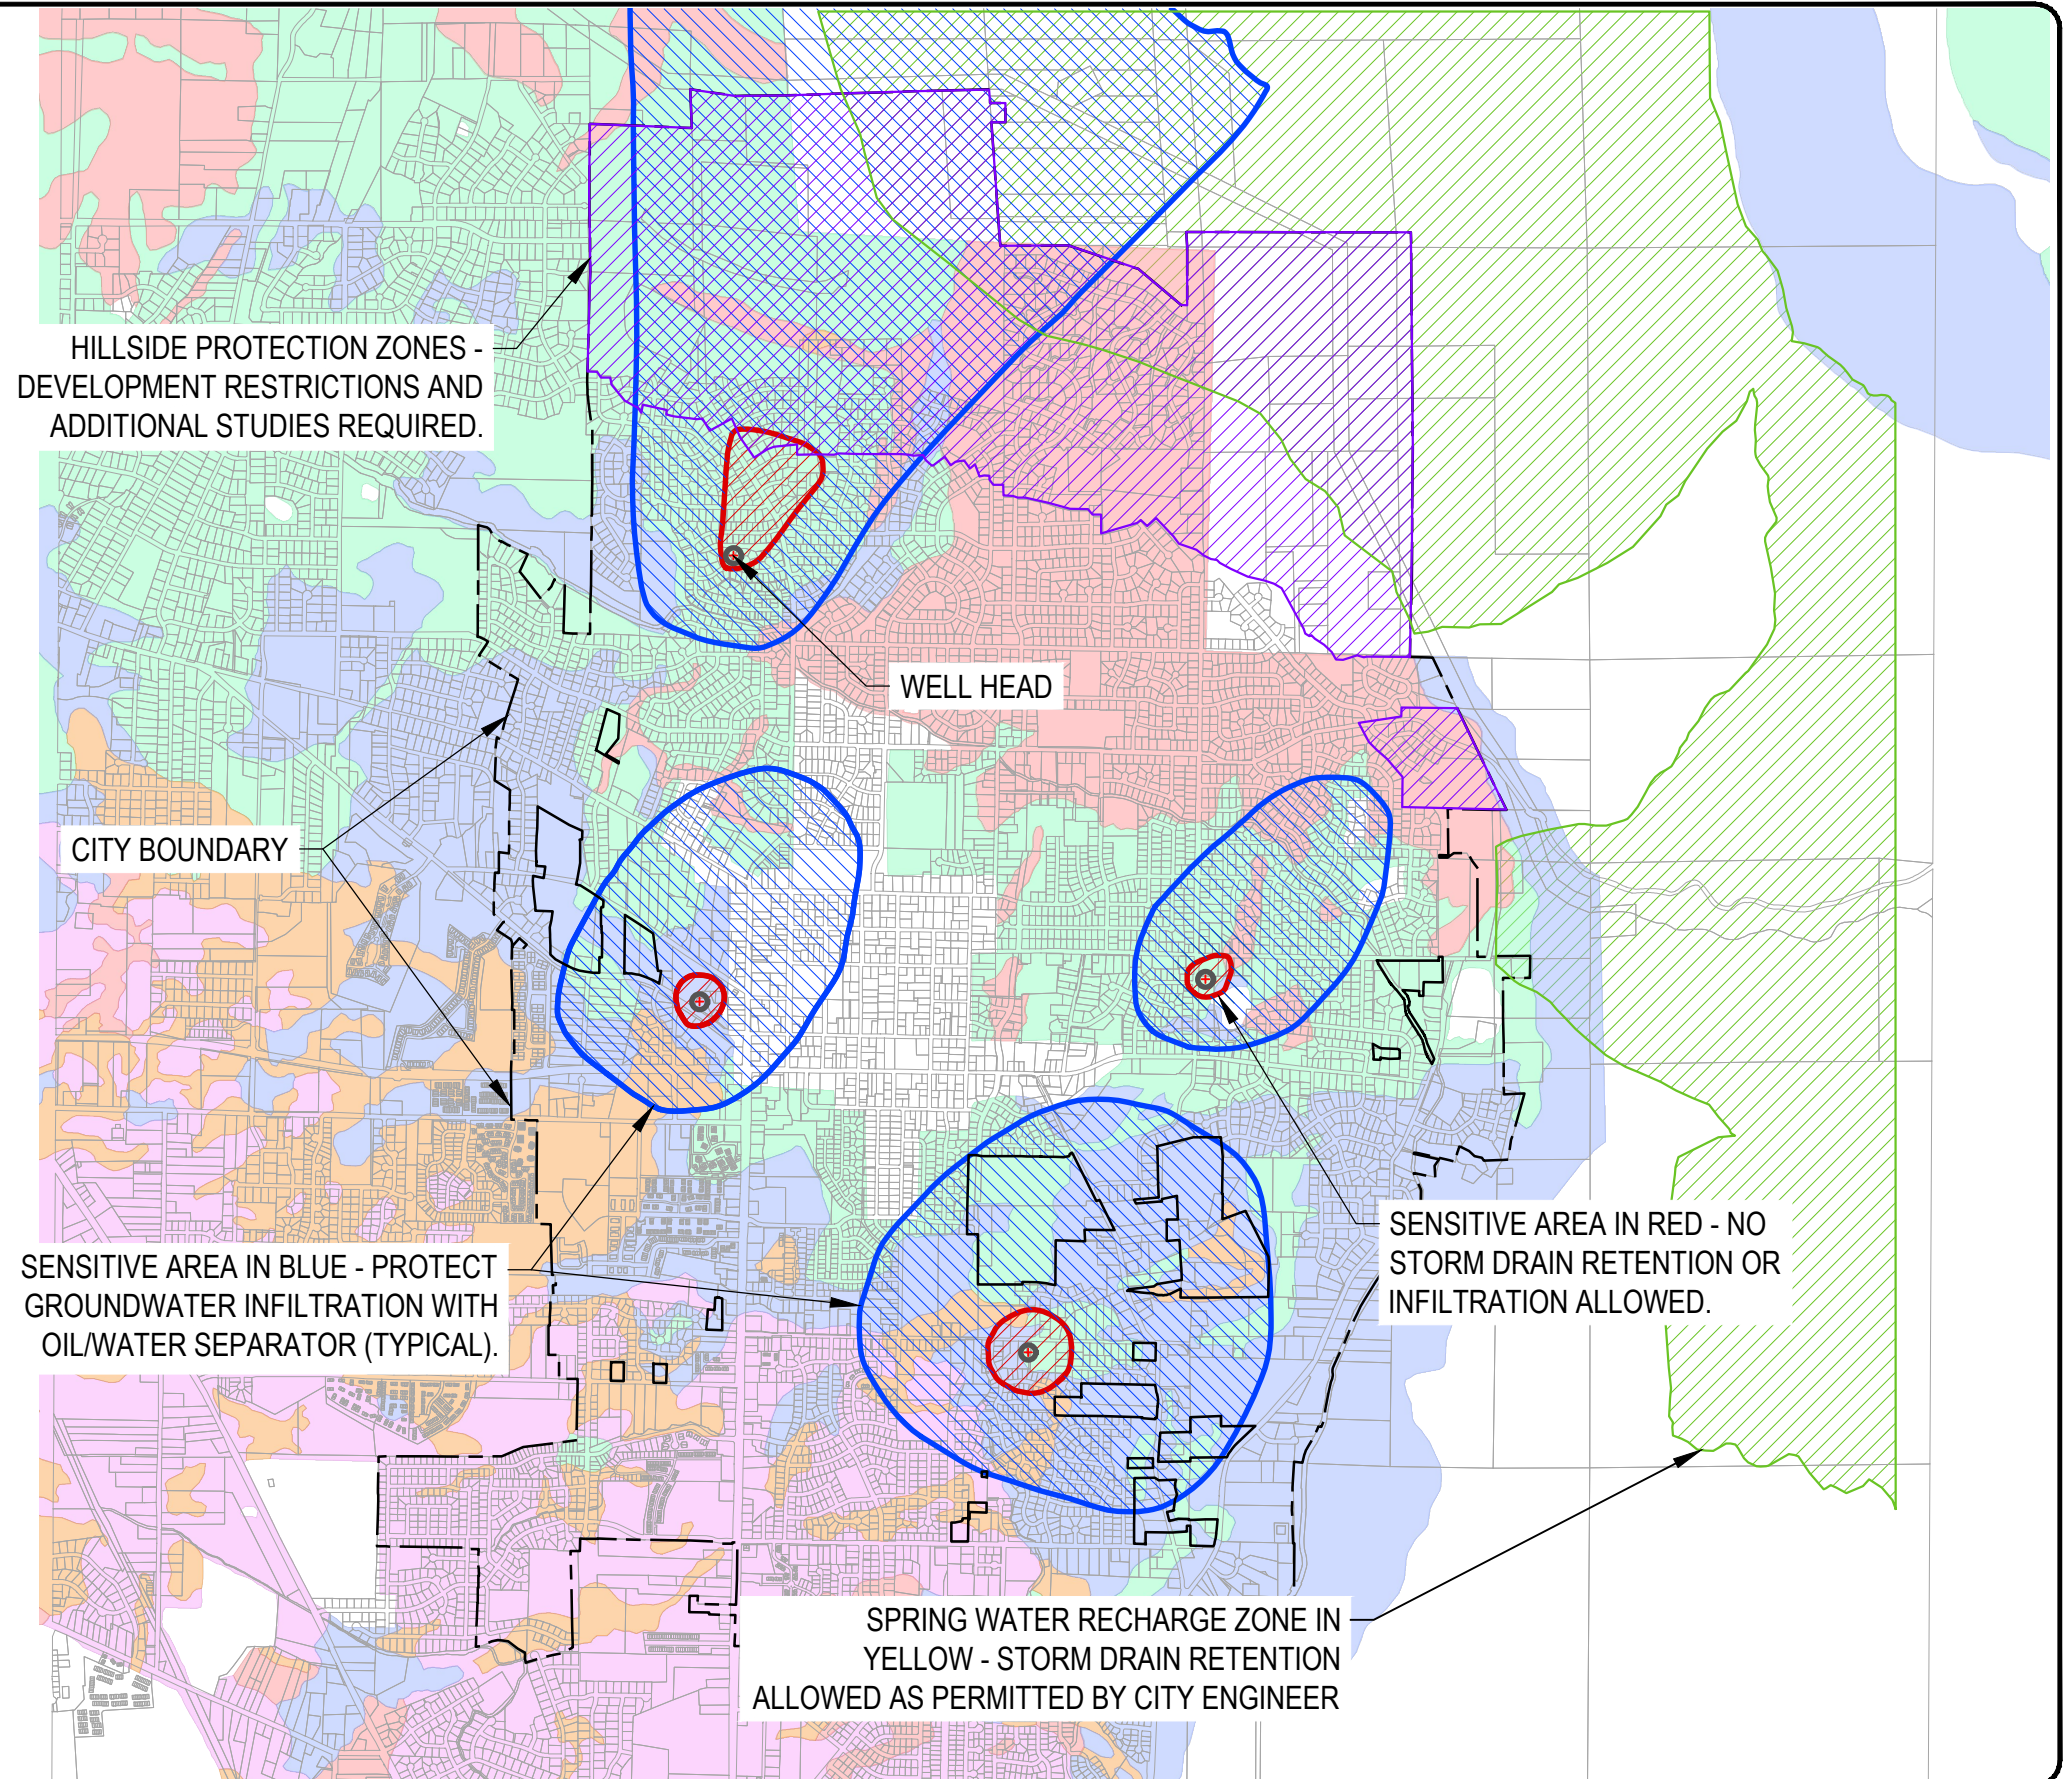 HILLSIDE PROTECTION ZONES -
DEVELOPMENT RESTRICTIONS AND
ADDITIONAL STUDIES REQUIRED.
WELL HEAD
CITY BOUNDARY
SENSITIVE AREA IN RED - NO
STORM DRAIN RETENTION OR
INFILTRATION ALLOWED.
SENSITIVE AREA IN BLUE - PROTECT
GROUNDWATER INFILTRATION WITH
OIL/WATER SEPARATOR (TYPICAL).
SPRING WATER RECHARGE ZONE IN
YELLOW - STORM DRAIN RETENTION
ALLOWED AS PERMITTED BY CITY ENGINEER